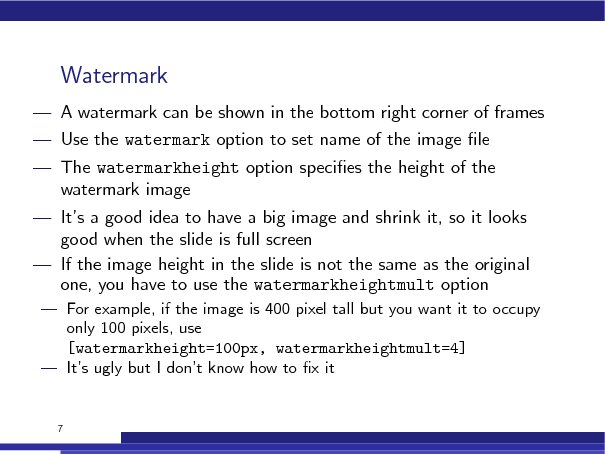 Watermark
— A watermark can be shown in the bottom right corner of frames
— Use the watermark option to set name of the image file
— The watermarkheight option specifies the height of the
watermark image
— It's a good idea to have a big image and shrink it, so it looks
good when the slide is full screen
— If the image height in the slide is not the same as the original
one, you have to use the watermarkheightmult option
— For example, if the image is 400 pixel tall but you want it to occupy
only 100 pixels, use
[watermarkheight=100px, watermarkheightmult=4]
— It's ugly but I don't know how to fix it
7